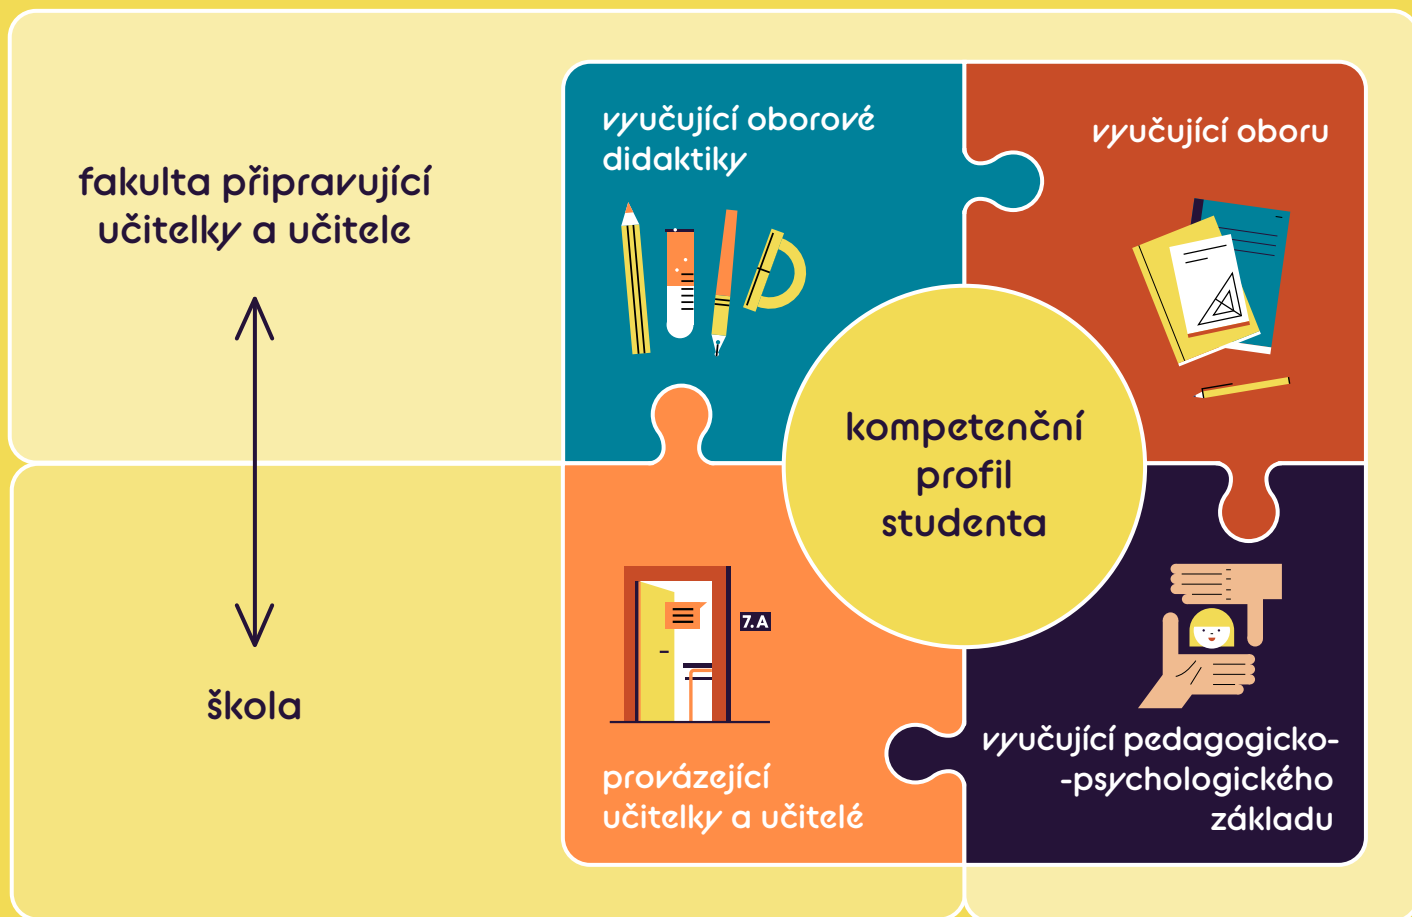 fakulta připravující
učitelky a učitele
škola
vyučující oborové
didaktiky
vyučující oboru
kompetenční
profil
studenta
7.A
provázející
učitelky a učitelé
vyučující pedagogicko-
-psychologického
základu